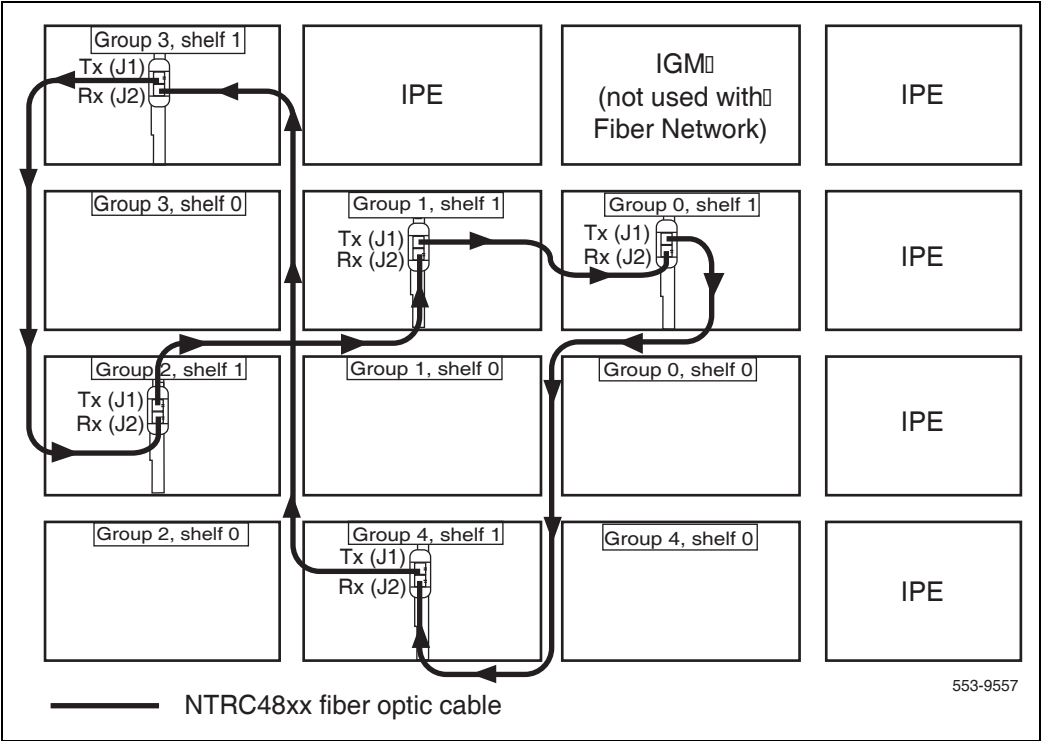 Group 3, shelf 1
Tx (J1)
Rx (J2)
IPE
IGM
(not used with
Fiber Network)
IPE
Group 3, shelf 0
Group 1, shelf 1
Tx (J1)
Rx (J2)
Group 0, shelf 1
Tx (J1)
Rx (J2)
IPE
Group 2, shelf 1
Tx (J1)
Rx (J2)
Group 1, shelf 0
Group 0, shelf 0
IPE
Group 2, shelf 0
Group 4, shelf 1
Tx (J1)
Rx (J2)
Group 4, shelf 0
IPE
553-9557
NTRC48xx fiber optic cable